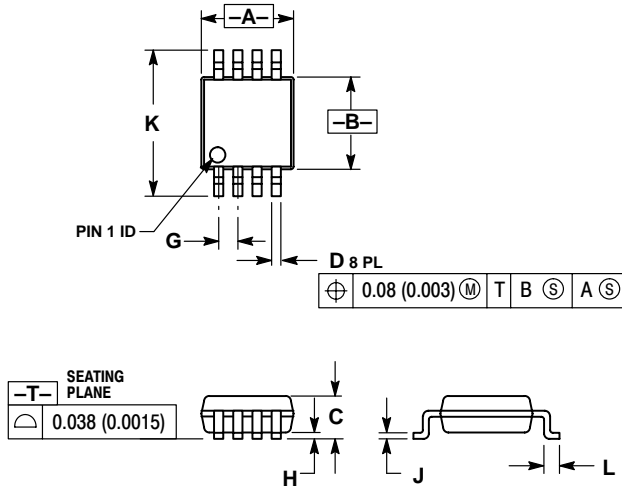 –A–
K
–B–
PIN 1 ID
G
D 8 PL
⌖ 0.08 (0.003) Ⓜ T B Ⓢ A Ⓢ
–T– SEATING PLANE
⌓ 0.038 (0.0015)
C
H
J
L